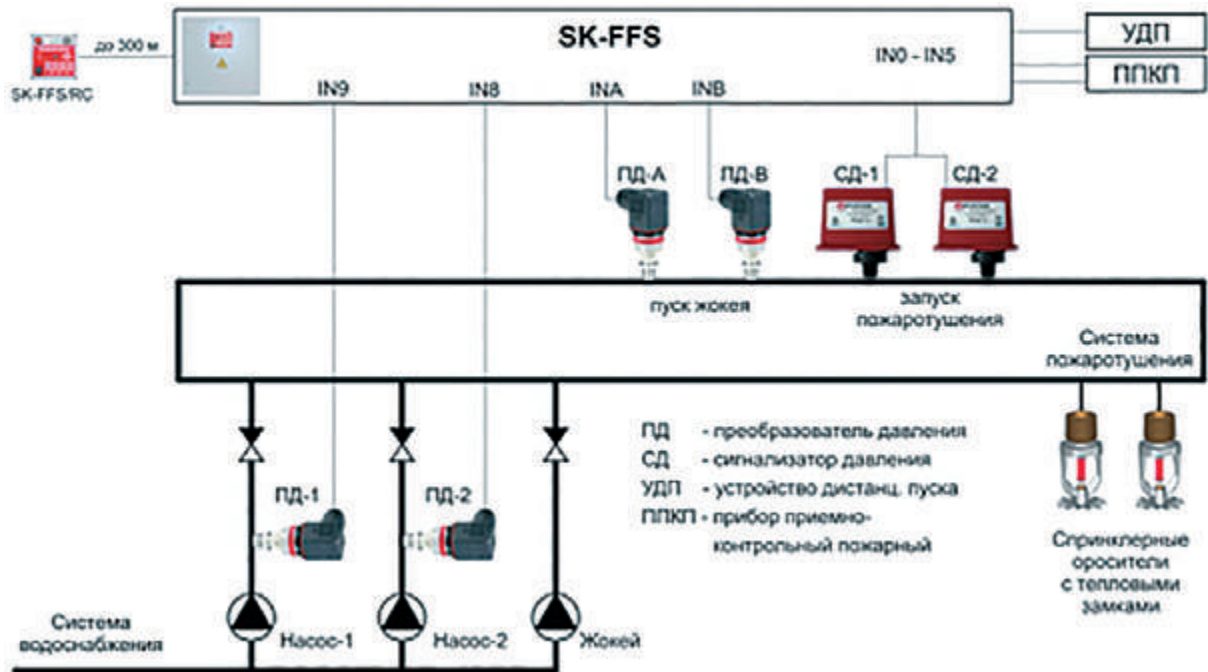 SK-FFS
IN0 - IN5
УДП
ППКП
до 300 м
SK-FFS/RC
IN9
IN8
INA
INB
ПД-A
ПД-B
СД-1
СД-2
пуск жокея
запуск
пожаротушения
Система
пожаротушения
ПД - преобразователь давления
СД - сигнализатор давления
УДП - устройство дистанц. пуска
ППКП - прибор приемно-
контрольный пожарный
ПД-1
ПД-2
Спринклерные
оросители
с тепловыми
замками
Система
водоснабжения
Насос-1
Насос-2
Жокей